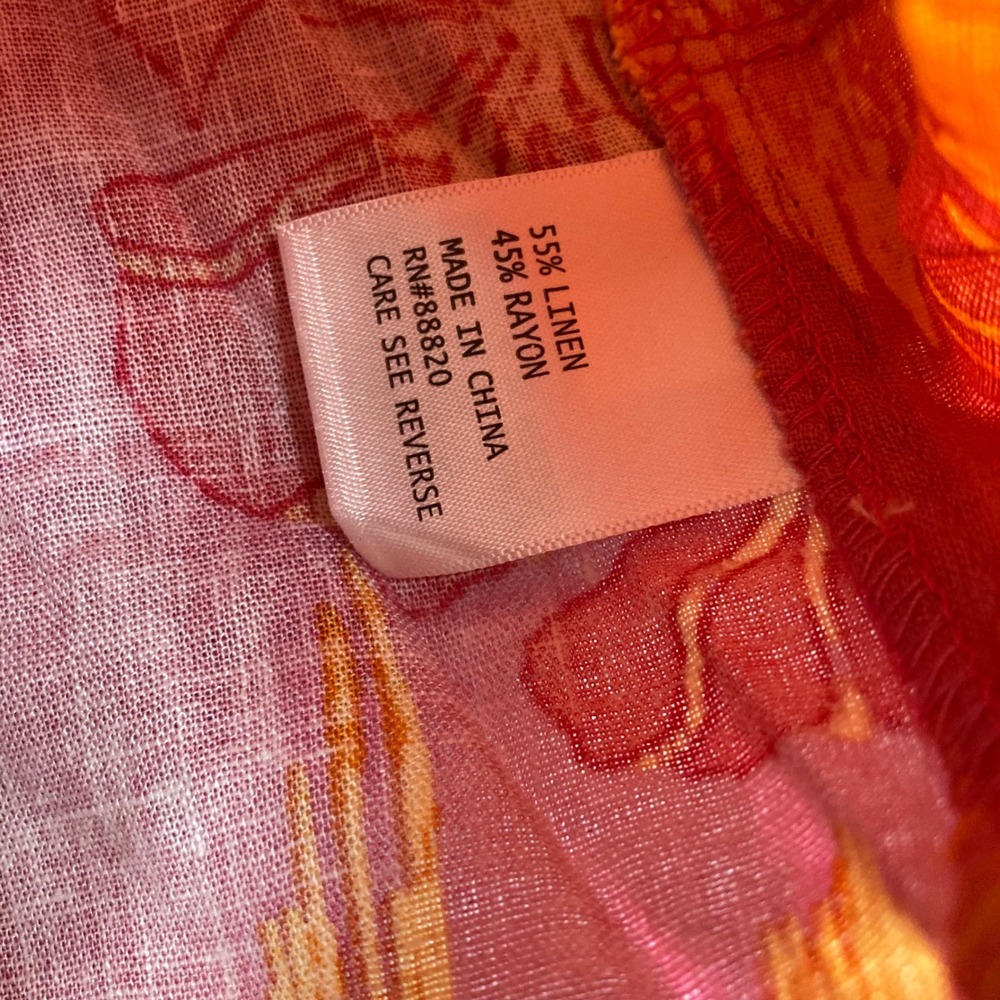 55% LINEN
45% RAYON
MADE IN CHINA
RN#88820
CARE SEE REVERSE